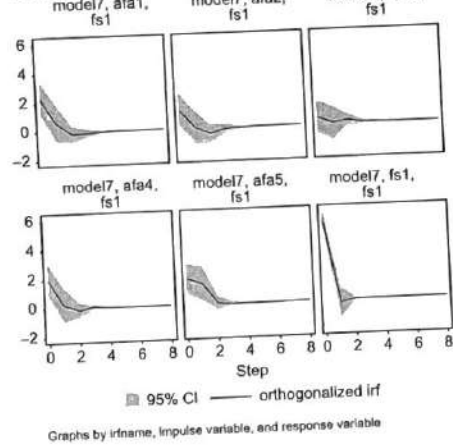 model7, afa1,
fs1
model7, afa2,
fs1
fs1
6
4
2
0
−2
model7, afa4,
fs1
model7, afa5,
fs1
model7, fs1,
fs1
6
4
2
0
−2
0 2 4 6 8 0 2 4 6 8 0 2 4 6 8
Step
95% CI orthogonalized irf
Graphs by irfname, impulse variable, and response variable